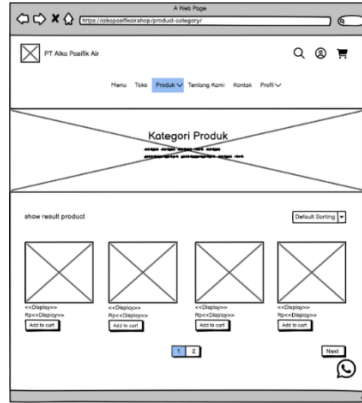 A Web Page
https://aikopasifikair.shop/product-category/
PT Aiko Pasifik Air
Menu Toko Produk Tentang Kami Kontak Profil
Kategori Produk
show result product
Default Sorting
<<Display>> <<Display>> <<Display>> <<Display>>
Rp<<Display>> Rp<<Display>> Rp<<Display>> Rp<<Display>>
Add to cart Add to cart Add to cart Add to cart
1 2 Next